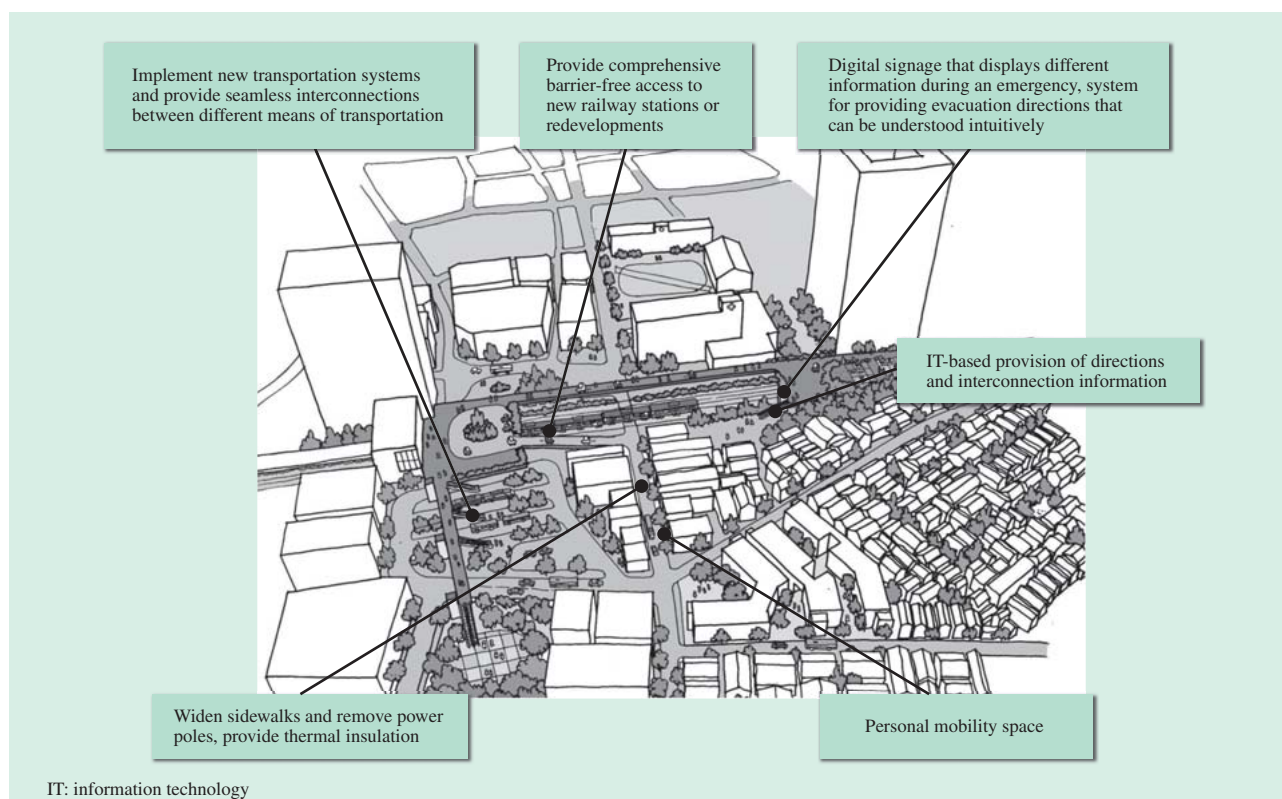 Implement new transportation systems
and provide seamless interconnections
between different means of transportation
Provide comprehensive
barrier-free access to
new railway stations or
redevelopments
Digital signage that displays different
information during an emergency, system
for providing evacuation directions that
can be understood intuitively
IT-based provision of directions
and interconnection information
Widen sidewalks and remove power
poles, provide thermal insulation
Personal mobility space
IT: information technology